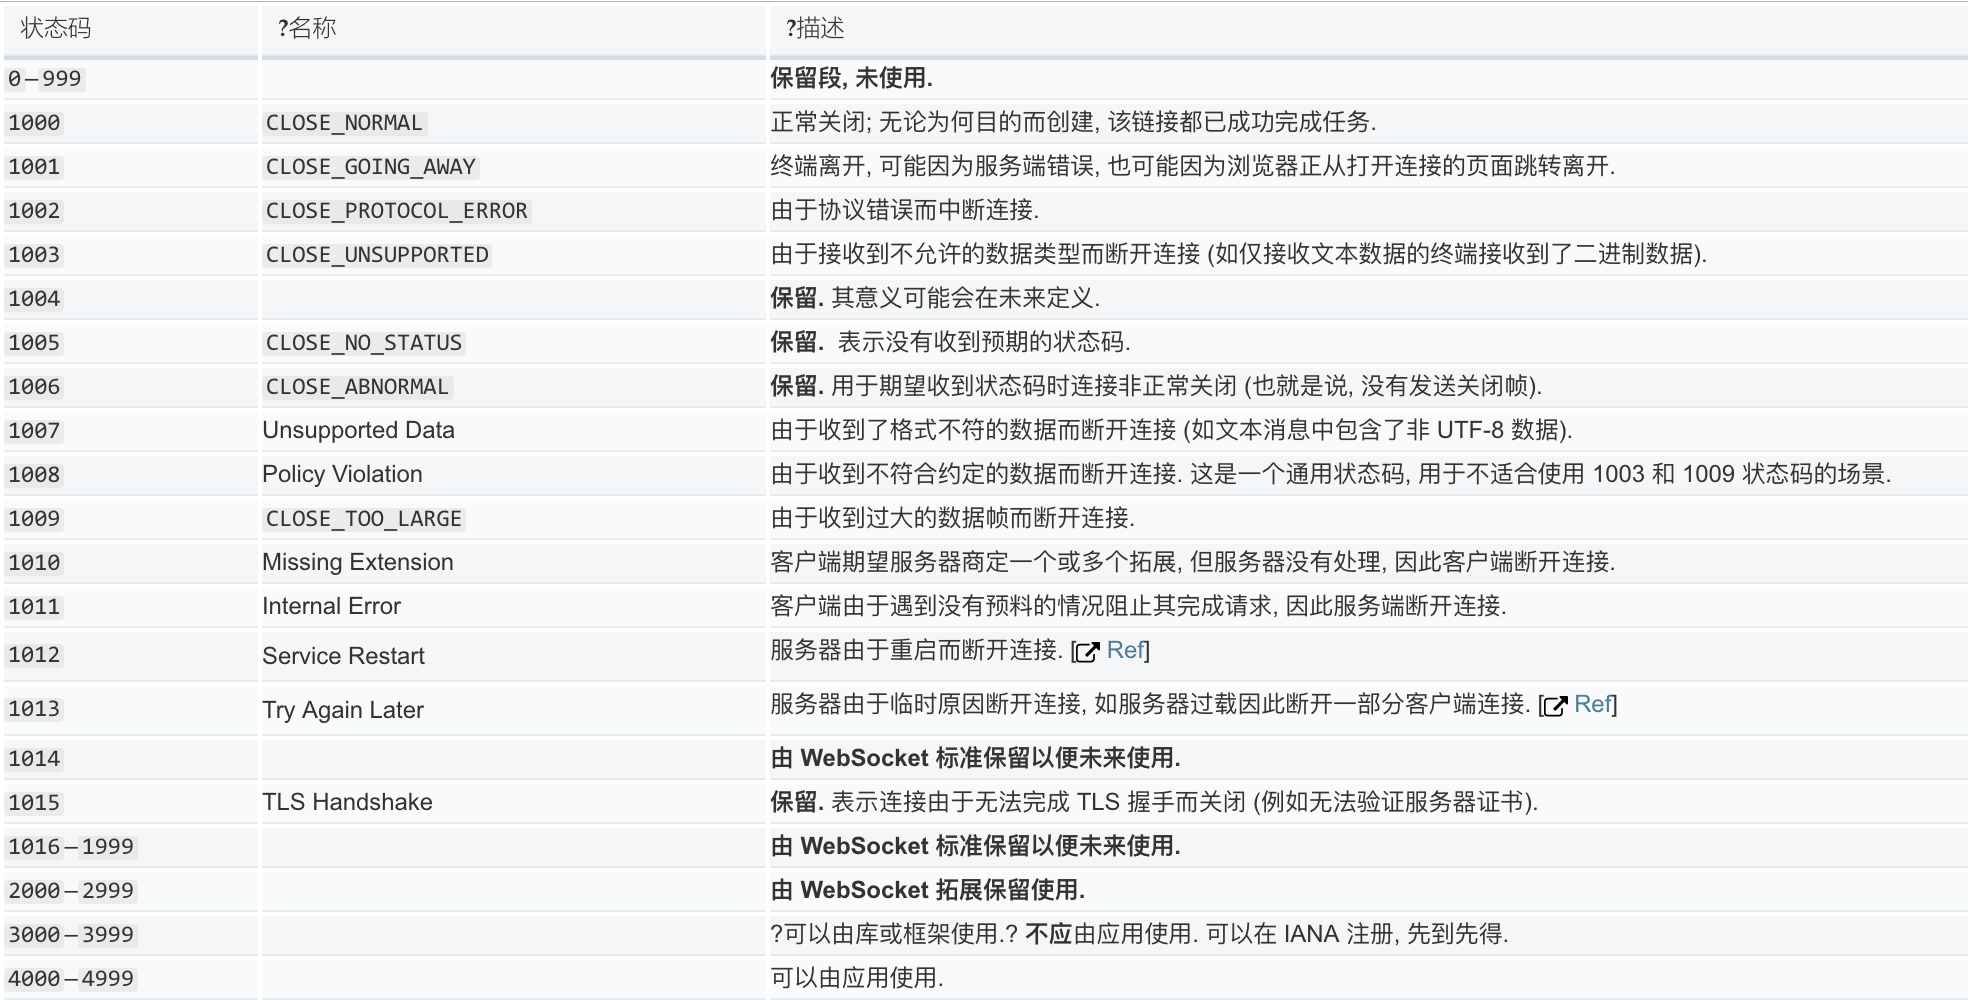 状态码 ?名称 ?描述
0–999 保留段, 未使用.
1000 CLOSE_NORMAL 正常关闭; 无论为何目的而创建, 该链接都已成功完成任务.
1001 CLOSE_GOING_AWAY 终端离开, 可能因为服务端错误, 也可能因为浏览器正从打开连接的页面跳转离开.
1002 CLOSE_PROTOCOL_ERROR 由于协议错误而中断连接.
1003 CLOSE_UNSUPPORTED 由于接收到不允许的数据类型而断开连接 (如仅接收文本数据的终端接收到了二进制数据).
1004 保留. 其意义可能会在未来定义.
1005 CLOSE_NO_STATUS 保留. 表示没有收到预期的状态码.
1006 CLOSE_ABNORMAL 保留. 用于期望收到状态码时连接非正常关闭 (也就是说, 没有发送关闭帧).
1007 Unsupported Data 由于收到了格式不符的数据而断开连接 (如文本消息中包含了非 UTF-8 数据).
1008 Policy Violation 由于收到不符合约定的数据而断开连接. 这是一个通用状态码, 用于不适合使用 1003 和 1009 状态码的场景.
1009 CLOSE_TOO_LARGE 由于收到过大的数据帧而断开连接.
1010 Missing Extension 客户端期望服务器商定一个或多个拓展, 但服务器没有处理, 因此客户端断开连接.
1011 Internal Error 客户端由于遇到没有预料的情况阻止其完成请求, 因此服务端断开连接.
1012 Service Restart 服务器由于重启而断开连接. [Ref]
1013 Try Again Later 服务器由于临时原因断开连接, 如服务器过载因此断开一部分客户端连接. [Ref]
1014 由 WebSocket 标准保留以便未来使用.
1015 TLS Handshake 保留. 表示连接由于无法完成 TLS 握手而关闭 (例如无法验证服务器证书).
1016–1999 由 WebSocket 标准保留以便未来使用.
2000–2999 由 WebSocket 拓展保留使用.
3000–3999 ?可以由库或框架使用.? 不应由应用使用. 可以在 IANA 注册, 先到先得.
4000–4999 可以由应用使用.